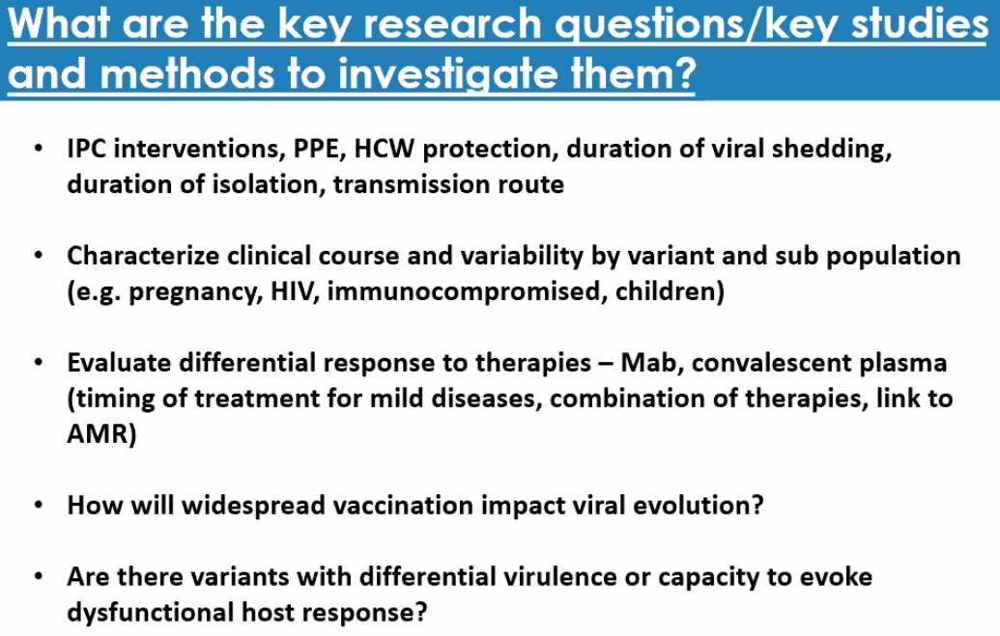 What are the key research questions/key studies
and methods to investigate them?
• IPC interventions, PPE, HCW protection, duration of viral shedding,
duration of isolation, transmission route
• Characterize clinical course and variability by variant and sub population
(e.g. pregnancy, HIV, immunocompromised, children)
• Evaluate differential response to therapies – Mab, convalescent plasma
(timing of treatment for mild diseases, combination of therapies, link to
AMR)
• How will widespread vaccination impact viral evolution?
• Are there variants with differential virulence or capacity to evoke
dysfunctional host response?